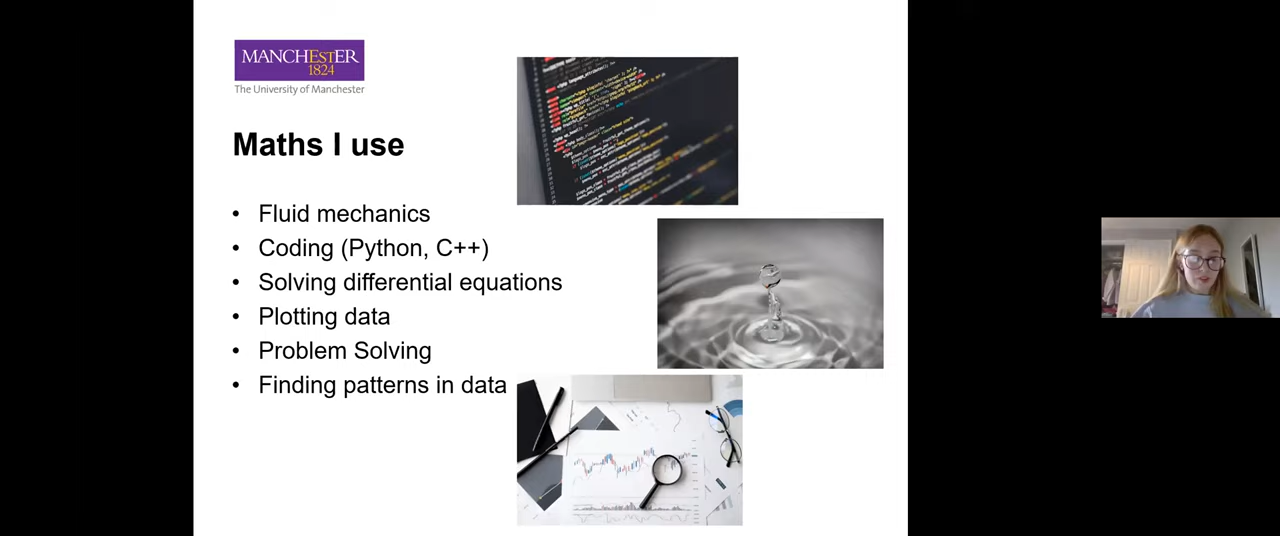 MANCHESTER
1824
The University of Manchester
Maths I use
• Fluid mechanics
• Coding (Python, C++)
• Solving differential equations
• Plotting data
• Problem Solving
• Finding patterns in data